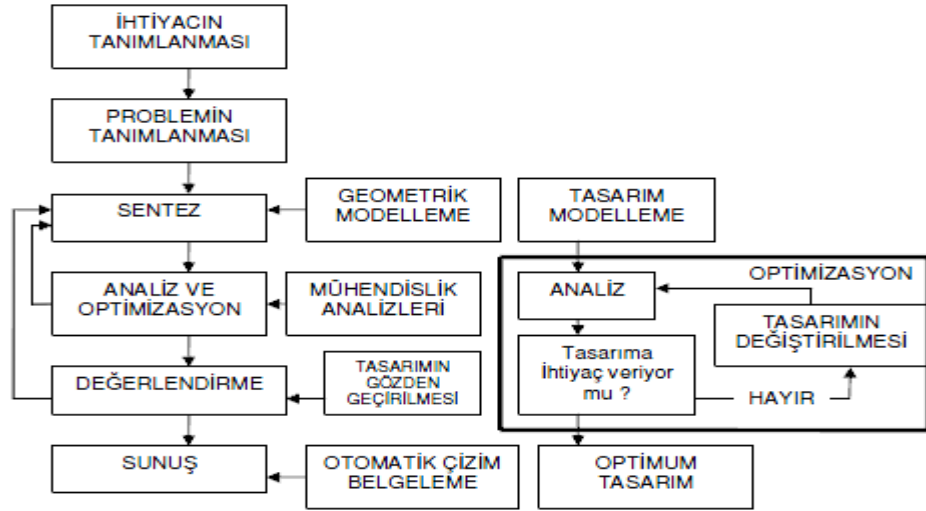 İHTİYACIN
TANIMLANMASI
PROBLEMİN
TANIMLANMASI
SENTEZ
GEOMETRİK
MODELLEME
TASARIM
MODELLEME
ANALİZ VE
OPTİMİZASYON
MÜHENDİSLİK
ANALİZLERİ
OPTİMİZASYON
ANALİZ
TASARIMIN
DEĞİŞTİRİLMESİ
Tasarıma
İhtiyaç veriyor
mu ?
HAYIR
DEĞERLENDİRME
TASARIMIN
GÖZDEN
GEÇİRİLMESİ
SUNUŞ
OTOMATİK ÇİZİM
BELGELEME
OPTIMUM
TASARIM